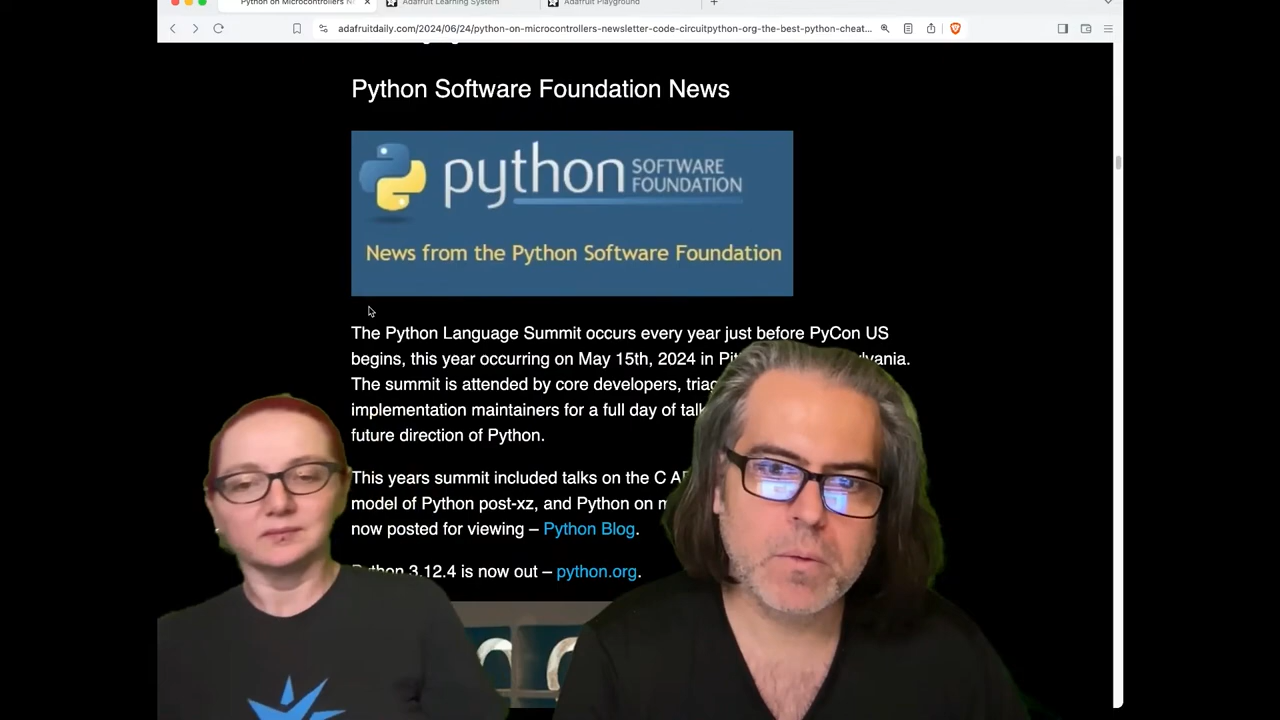 Python on Microcontrollers Ne
Adafruit Learning System
Adafruit Playground
adafruitdaily.com/2024/06/24/python-on-microcontrollers-newsletter-code-circuitpython-org-the-best-python-cheat...
Python Software Foundation News
python SOFTWARE
FOUNDATION
News from the Python Software Foundation
The Python Language Summit occurs every year just before PyCon US
begins, this year occurring on May 15th, 2024 in
The summit is attended by core developers,
implementation maintainers for a full day of
future direction of Python.
This years summit included talks on the C
model of Python post-xz, and Python on
now posted for viewing – Python Blog.
Python 3.12.4 is now out – python.org.